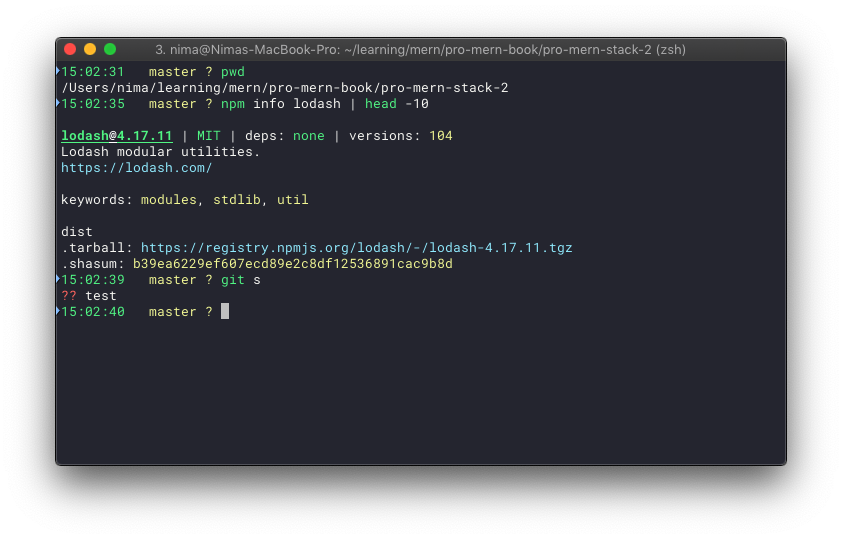 3. nima@Nimas-MacBook-Pro: ~/learning/mern/pro-mern-book/pro-mern-stack-2 (zsh)
15:02:31 master ? pwd
/Users/nima/learning/mern/pro-mern-book/pro-mern-stack-2
15:02:35 master ? npm info lodash | head -10
lodash@4.17.11 | MIT | deps: none | versions: 104
Lodash modular utilities.
https://lodash.com/
keywords: modules, stdlib, util
dist
.tarball: https://registry.npmjs.org/lodash/-/lodash-4.17.11.tgz
.shasum: b39ea6229ef607ecd89e2c8df12536891cac9b8d
15:02:39 master ? git s
?? test
15:02:40 master ?